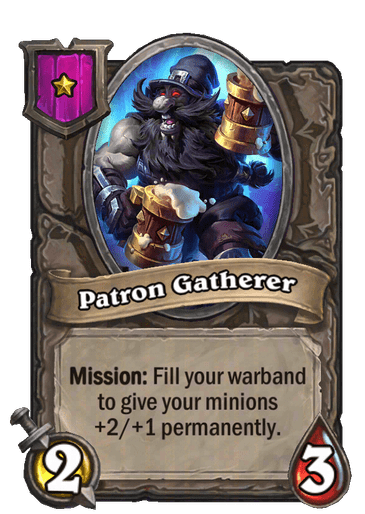 Patron Gatherer
Mission: Fill your warband
to give your minions
+2/+1 permanently.
2
3